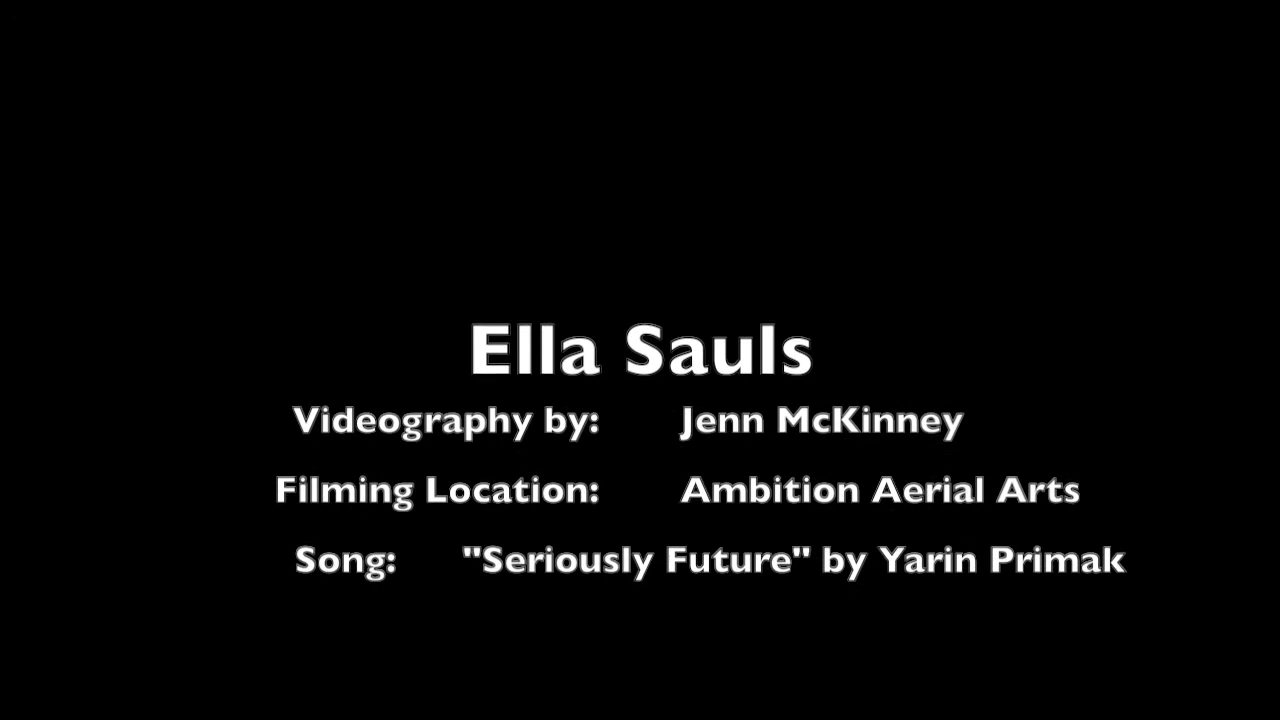 Ella Sauls
Videography by: Jenn McKinney
Filming Location: Ambition Aerial Arts
Song: "Seriously Future" by Yarin Primak